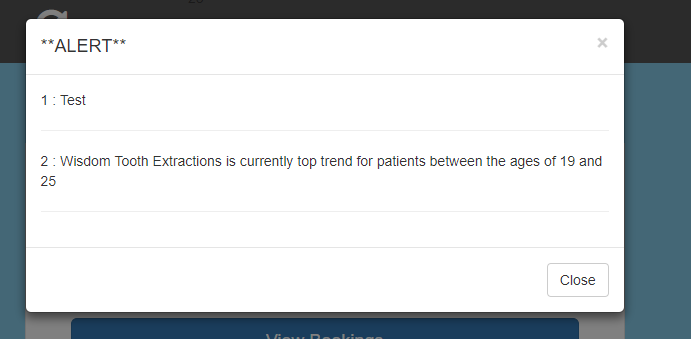 **ALERT**
×
1 : Test
2 : Wisdom Tooth Extractions is currently top trend for patients between the ages of 19 and
25
Close
View Bookings